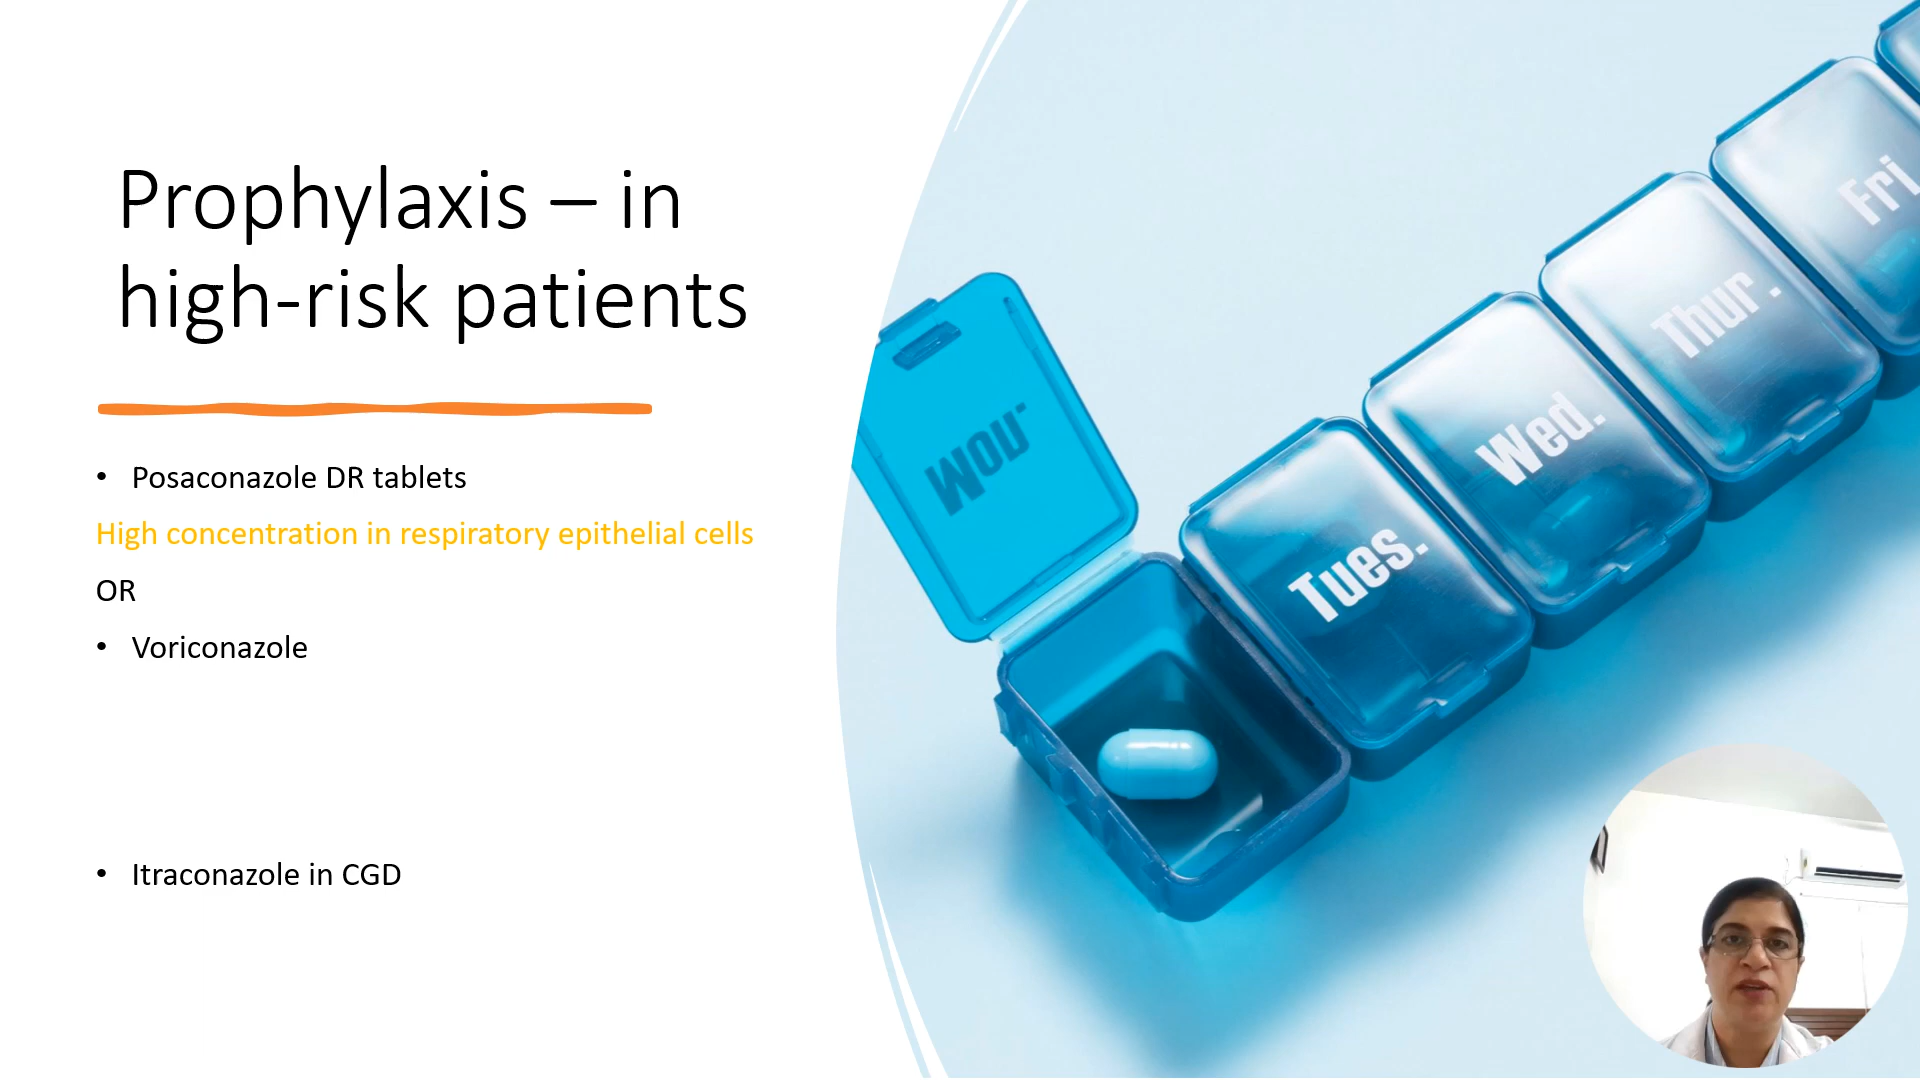 Prophylaxis – in
high-risk patients
• Posaconazole DR tablets
High concentration in respiratory epithelial cells
OR
• Voriconazole
• Itraconazole in CGD
Mon.
Tues.
Wed.
Thur.
Fri